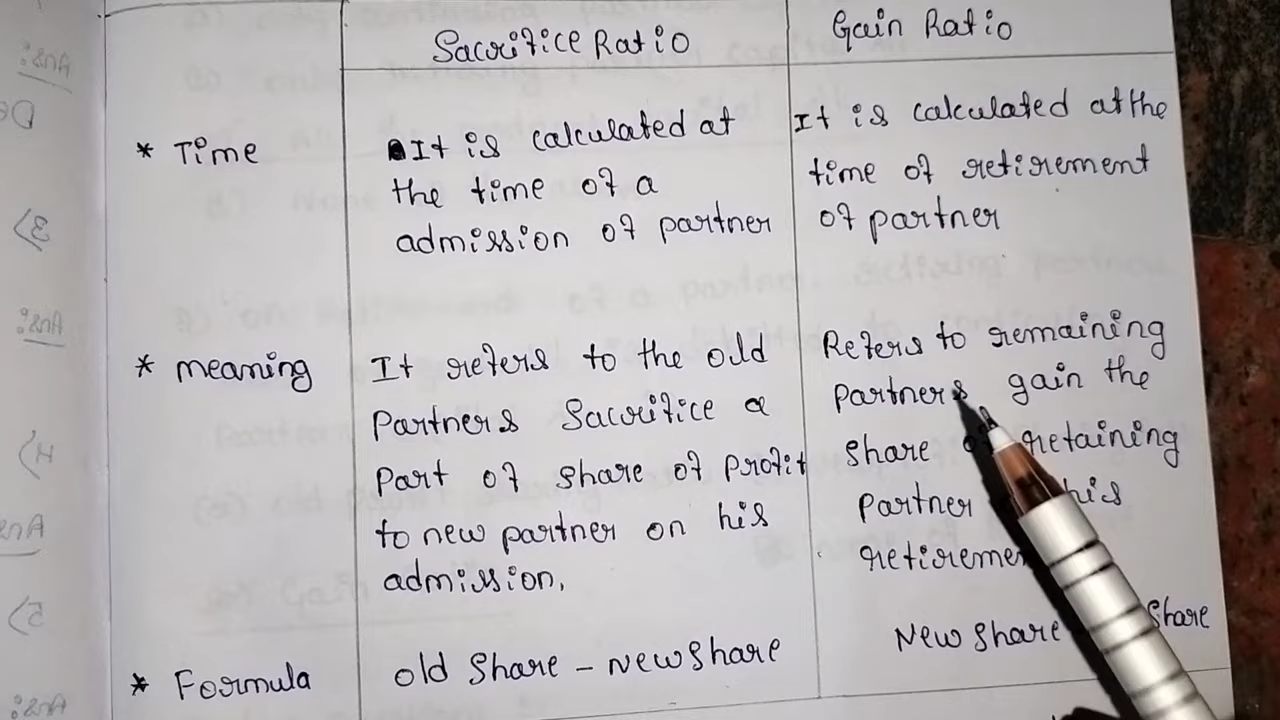 Sacrifice Ratio Gain Ratio
* Time It is calculated at It is calculated at the
the time of a time of retirement
admission of partner of partner
* meaning It refers to the old Refers to remaining
Partners Sacrifice a Partners gain the
Part of share of Profit share retaining
to new partner on his Partner his
admission. 
* Formula old Share - New share New share Share